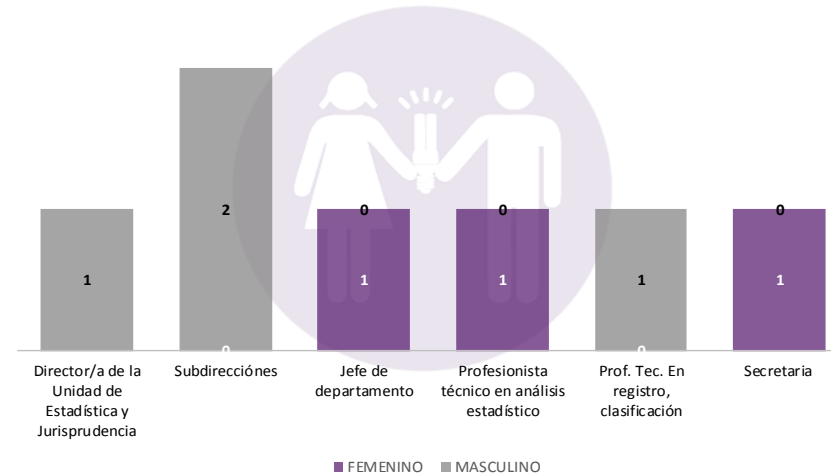 2
0
0
0
1
1
1
1
1
0
0
Director/a de la
Unidad de
Estadística y
Jurisprudencia
Subdirecciónes
Jefe de
departamento
Profesionista
técnico en análisis
estadístico
Prof. Tec. En
registro,
clasificación
Secretaria
FEMENINO
MASCULINO